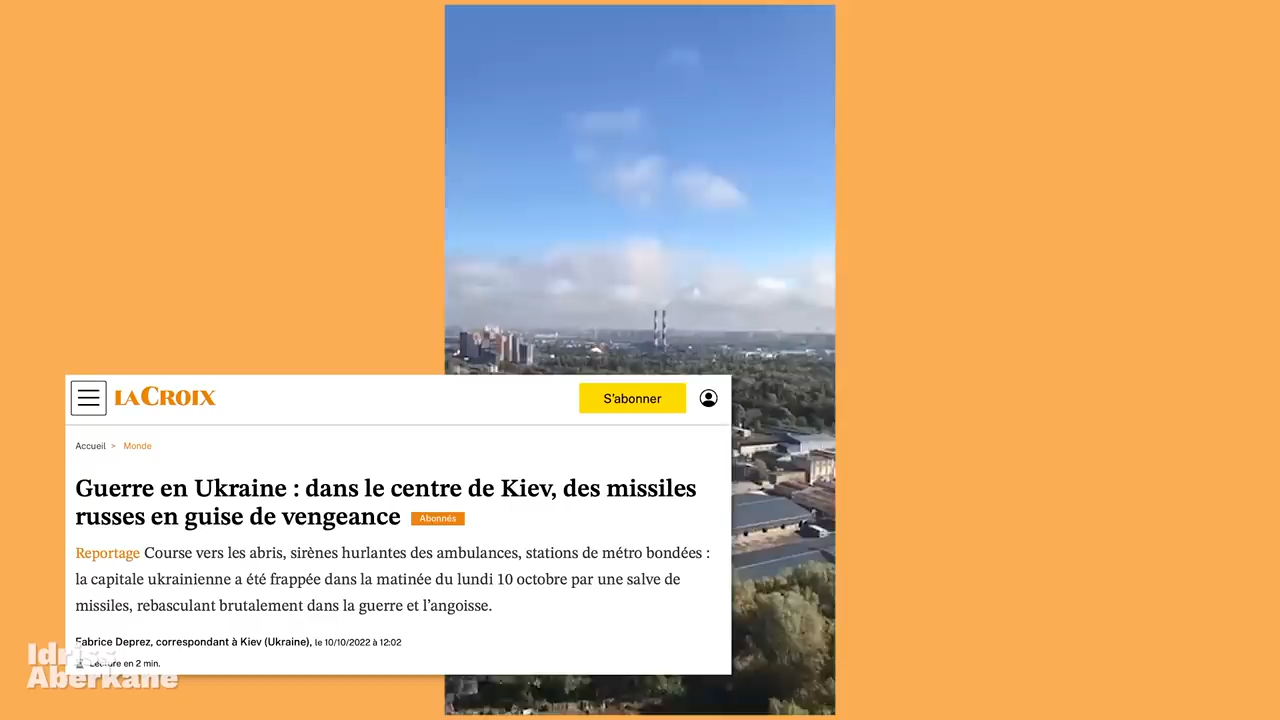 LA CROIX
S'abonner
Accueil > Monde
Guerre en Ukraine : dans le centre de Kiev, des missiles
russes en guise de vengeance Abonnés
Reportage Course vers les abris, sirènes hurlantes des ambulances, stations de métro bondées :
la capitale ukrainienne a été frappée dans la matinée du lundi 10 octobre par une salve de
missiles, rebasculant brutalement dans la guerre et l'angoisse.
Fabrice Deprez, correspondant à Kiev (Ukraine), le 10/10/2022 à 12:02
Lecture en 2 min.
Idriss
Aberkane